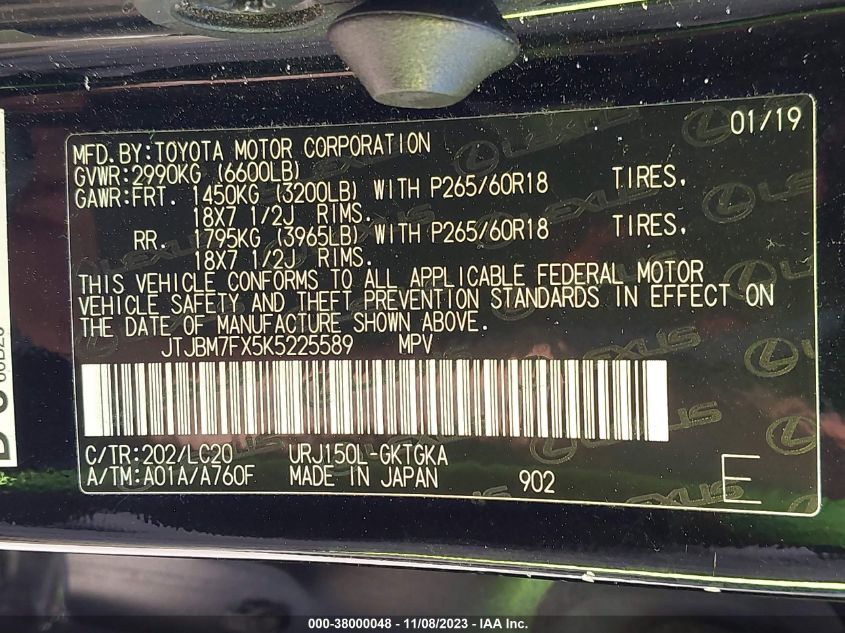 01/19
MFD.BY:TOYOTA MOTOR CORPORATION
GVWR:2990KG (6600LB)
GAWR:FRT. 1450KG (3200LB) WITH P265/60R18 TIRES.
18X7 1/2J RIMS.
RR. 1795KG (3965LB) WITH P265/60R18 TIRES.
18X7 1/2J RIMS.
THIS VEHICLE CONFORMS TO ALL APPLICABLE FEDERAL MOTOR
VEHICLE SAFETY AND THEFT PREVENTION STANDARDS IN EFFECT ON
THE DATE OF MANUFACTURE SHOWN ABOVE.
JTJBM7FX5K5225589 MPV
C/TR:202/LC20 URJ150L-GKTGKA
A/TM:A01A/A760F MADE IN JAPAN 902 E
LEXUS
000-38000048 - 11/08/2023 - IAA Inc.